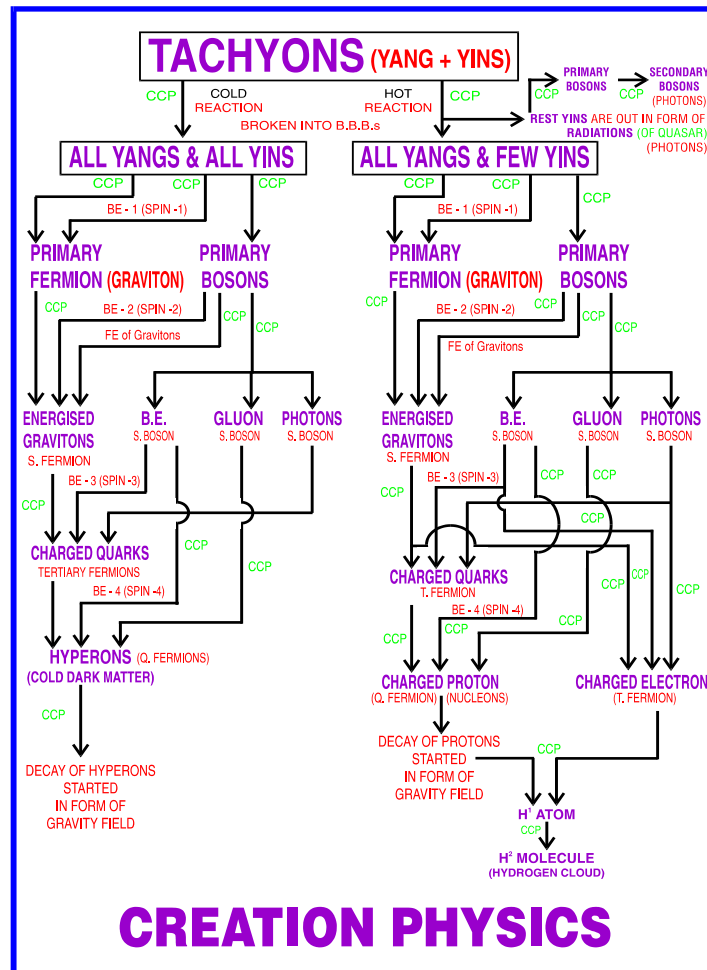 TACHYONS (YANG + YINS)
CCP
COLD
REACTION
HOT
REACTION
CCP
BROKEN INTO B.B.B.s
PRIMARY
BOSONS
SECONDARY
BOSONS
(PHOTONS)
CCP
CCP
REST YINS ARE OUT IN FORM OF
RADIATIONS (OF QUASAR)
(PHOTONS)
ALL YANGS & ALL YINS
CCP
CCP
CCP
BE - 1 (SPIN -1)
PRIMARY
FERMION (GRAVITON)
PRIMARY
BOSONS
CCP
BE - 2 (SPIN -2)
CCP
CCP
FE of Gravitons
ENERGISED
GRAVITONS
S. FERMION
B.E.
S. BOSON
GLUON
S. BOSON
PHOTONS
S. BOSON
BE - 3 (SPIN -3)
CCP
CCP
CCP
CHARGED QUARKS
TERTIARY FERMIONS
CCP
BE - 4 (SPIN -4)
HYPERONS (Q. FERMIONS)
(COLD DARK MATTER)
CCP
DECAY OF HYPERONS
STARTED
IN FORM OF
GRAVITY FIELD
ALL YANGS & FEW YINS
CCP
CCP
CCP
BE - 1 (SPIN -1)
PRIMARY
FERMION (GRAVITON)
PRIMARY
BOSONS
CCP
BE - 2 (SPIN -2)
CCP
CCP
FE of Gravitons
ENERGISED
GRAVITONS
S. FERMION
B.E.
S. BOSON
GLUON
S. BOSON
PHOTONS
S. BOSON
BE - 3 (SPIN -3)
CCP
CCP
CCP
CCP
CCP
CCP
CCP
CHARGED QUARKS
T. FERMION
BE - 4 (SPIN -4)
CCP
CCP
CCP
CHARGED PROTON
(Q. FERMION) (NUCLEONS)
CHARGED ELECTRON
(T. FERMION)
DECAY OF PROTONS
STARTED
IN FORM OF
GRAVITY FIELD
CCP
H¹ ATOM
CCP
H² MOLECULE
(HYDROGEN CLOUD)
CREATION PHYSICS